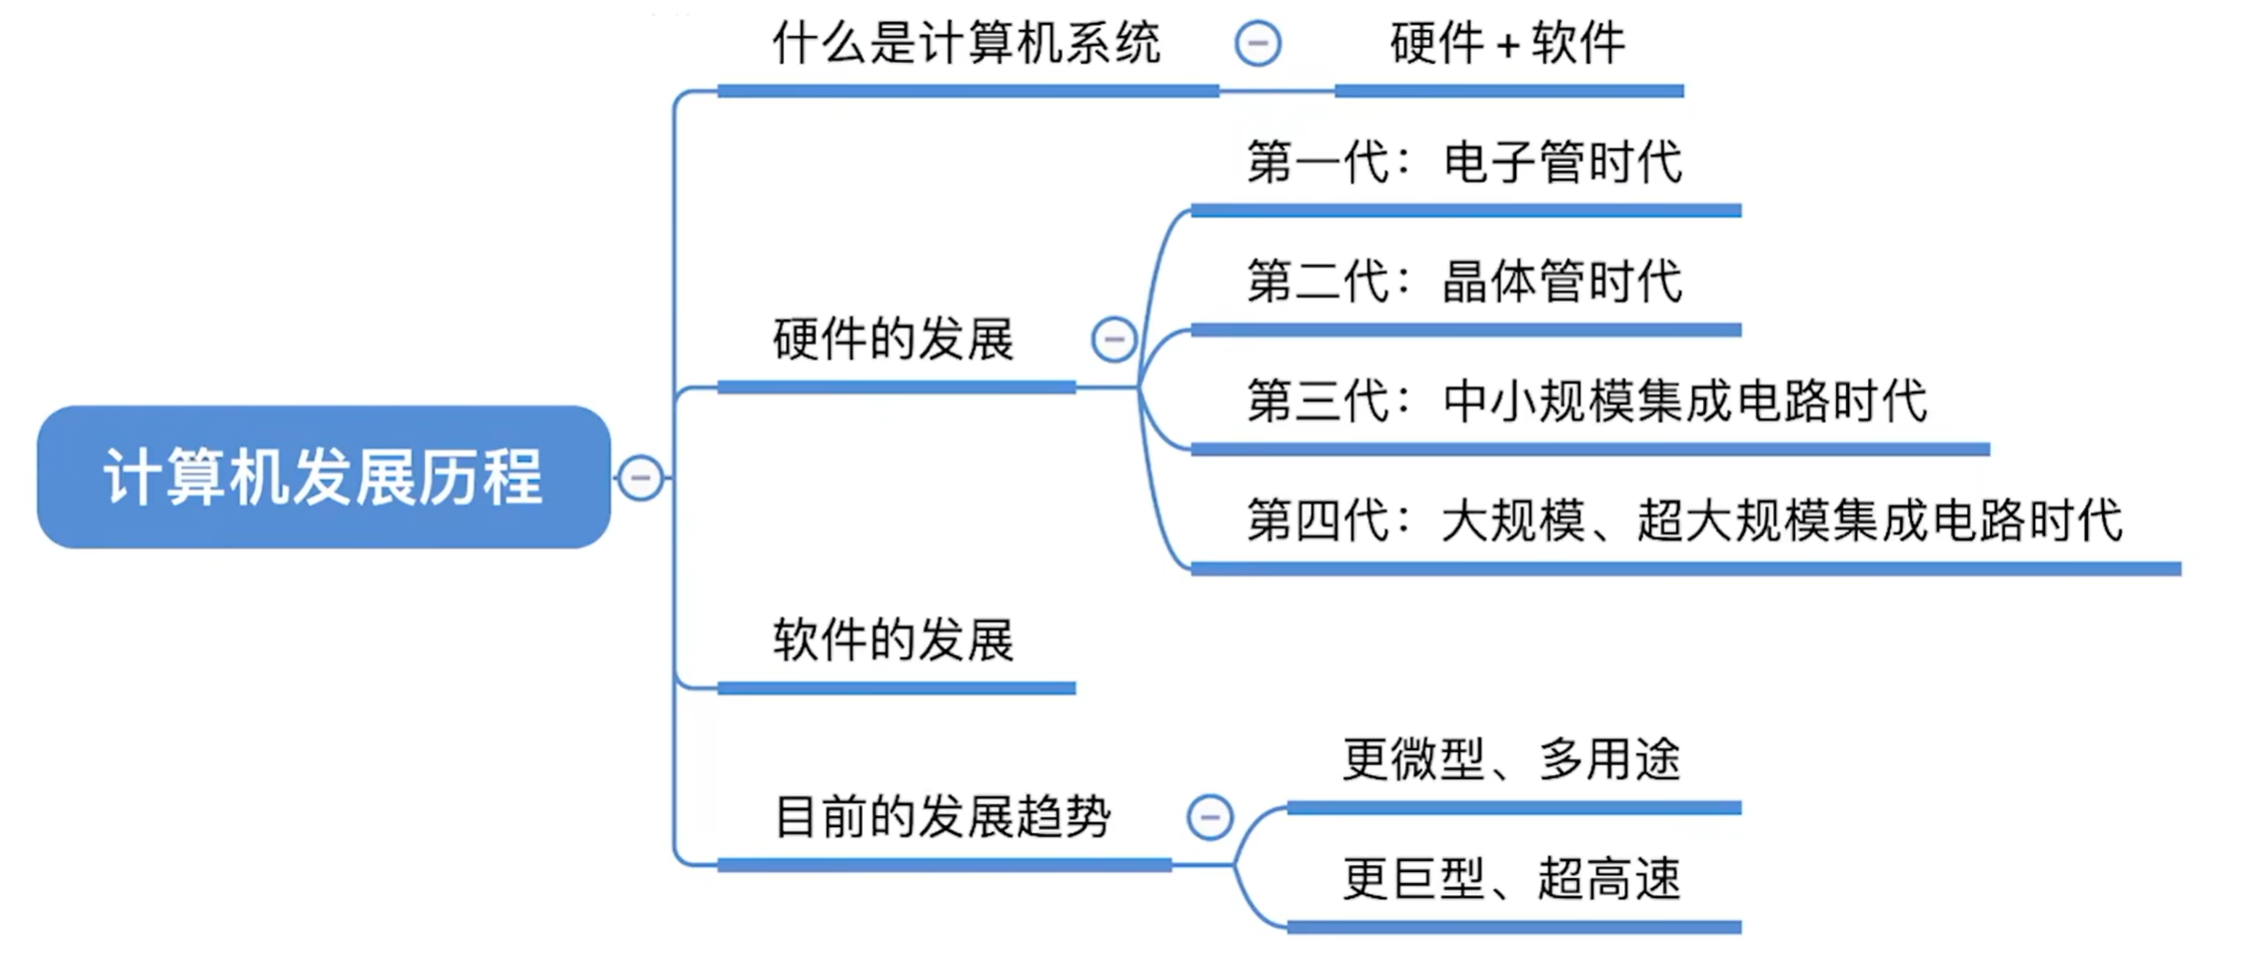 什么是计算机系统
硬件+软件
第一代：电子管时代
第二代：晶体管时代
硬件的发展
第三代：中小规模集成电路时代
计算机发展历程
第四代：大规模、超大规模集成电路时代
软件的发展
更微型、多用途
目前的发展趋势
更巨型、超高速